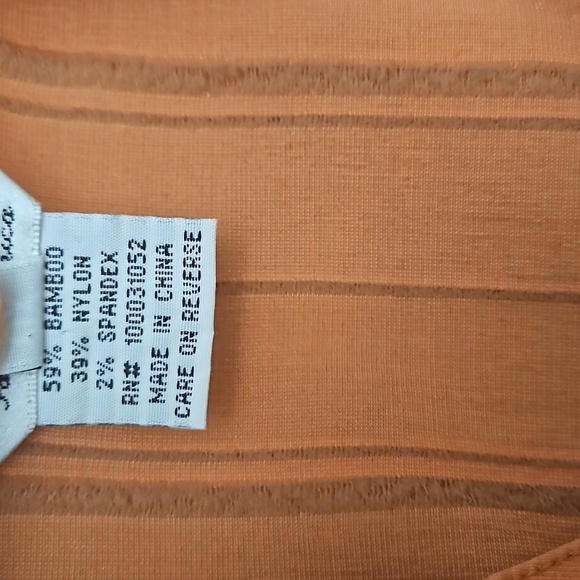 59% BAMBOO
39% NYLON
2% SPANDEX
RN# 100031052
MADE IN CHINA
CARE ON REVERSE